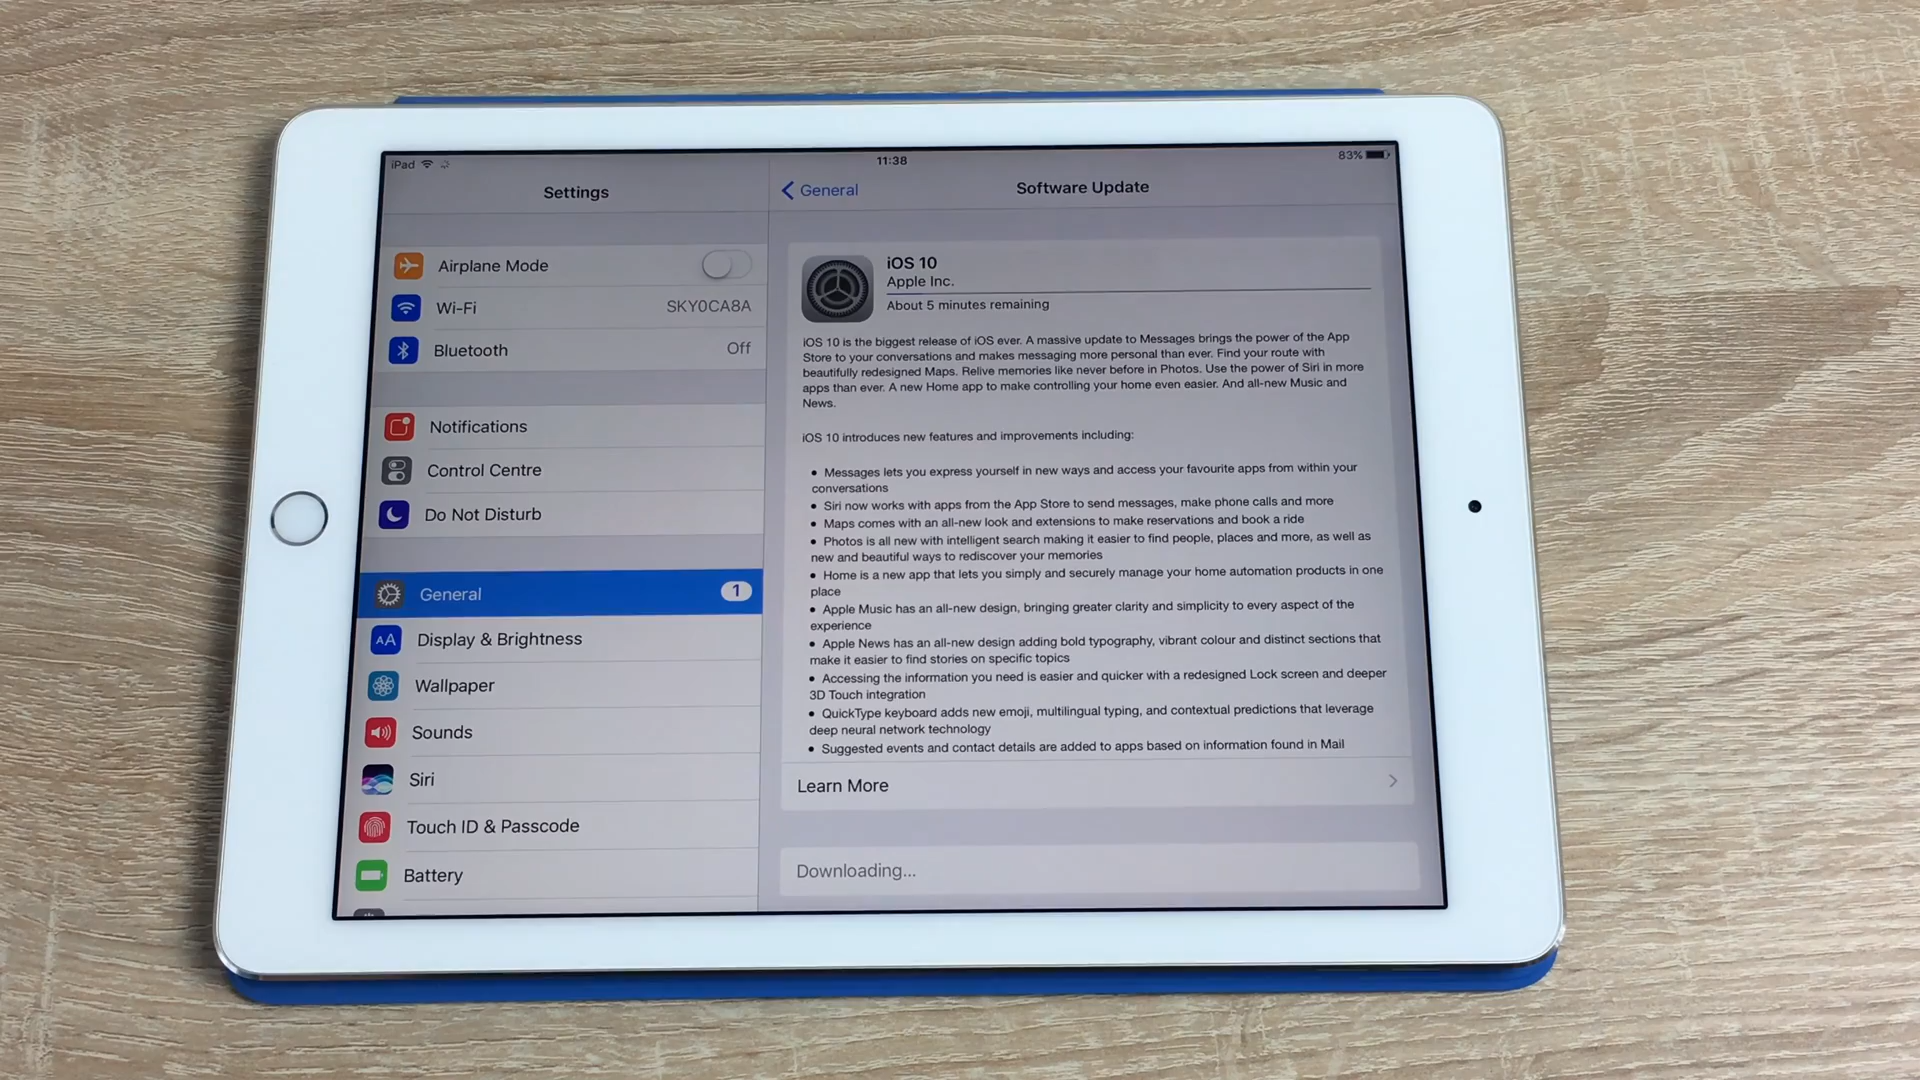 iPad
11:38
83%
Settings
General
Software Update
Airplane Mode
Wi-Fi
SKY0CA8A
Bluetooth
Off
Notifications
Control Centre
Do Not Disturb
General
1
AA
Display & Brightness
Wallpaper
Sounds
Siri
Touch ID & Passcode
Battery
iOS 10
Apple Inc.
About 5 minutes remaining
iOS 10 is the biggest release of iOS ever. A massive update to Messages brings the power of the App
Store to your conversations and makes messaging more personal than ever. Find your route with
beautifully redesigned Maps. Relive memories like never before in Photos. Use the power of Siri in more
apps than ever. A new Home app to make controlling your home even easier. And all-new Music and
News.
iOS 10 introduces new features and improvements including:
• Messages lets you express yourself in new ways and access your favourite apps from within your
conversations
• Siri now works with apps from the App Store to send messages, make phone calls and more
• Maps comes with an all-new look and extensions to make reservations and book a ride
• Photos is all new with intelligent search making it easier to find people, places and more, as well as
new and beautiful ways to rediscover your memories
• Home is a new app that lets you simply and securely manage your home automation products in one
place
• Apple Music has an all-new design, bringing greater clarity and simplicity to every aspect of the
experience
• Apple News has an all-new design adding bold typography, vibrant colour and distinct sections that
make it easier to find stories on specific topics
• Accessing the information you need is easier and quicker with a redesigned Lock screen and deeper
3D Touch integration
• QuickType keyboard adds new emoji, multilingual typing, and contextual predictions that leverage
deep neural network technology
• Suggested events and contact details are added to apps based on information found in Mail
Learn More
Downloading...